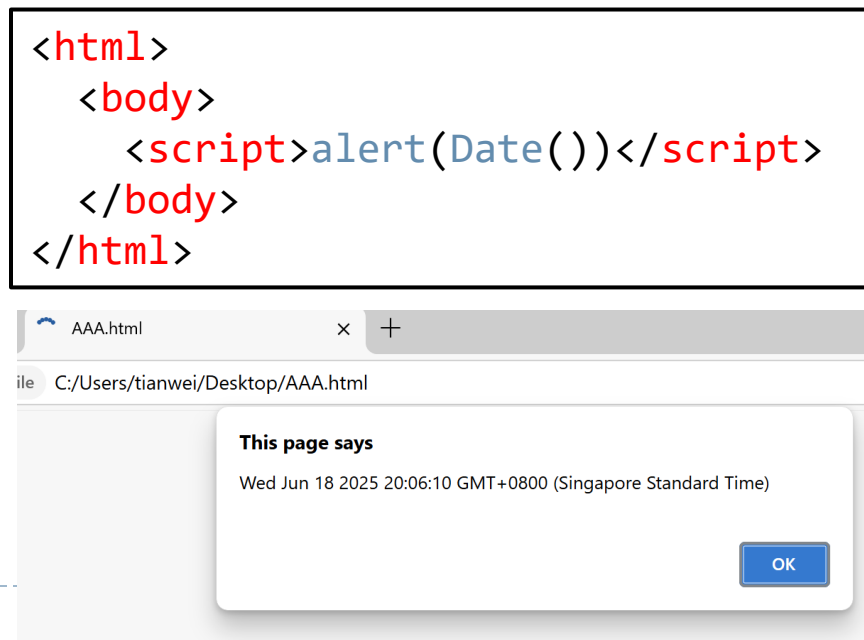 <html>
<body>
<script>alert(Date())</script>
</body>
</html>
AAA.html
ile C:/Users/tianwei/Desktop/AAA.html
This page says
Wed Jun 18 2025 20:06:10 GMT+0800 (Singapore Standard Time)
OK